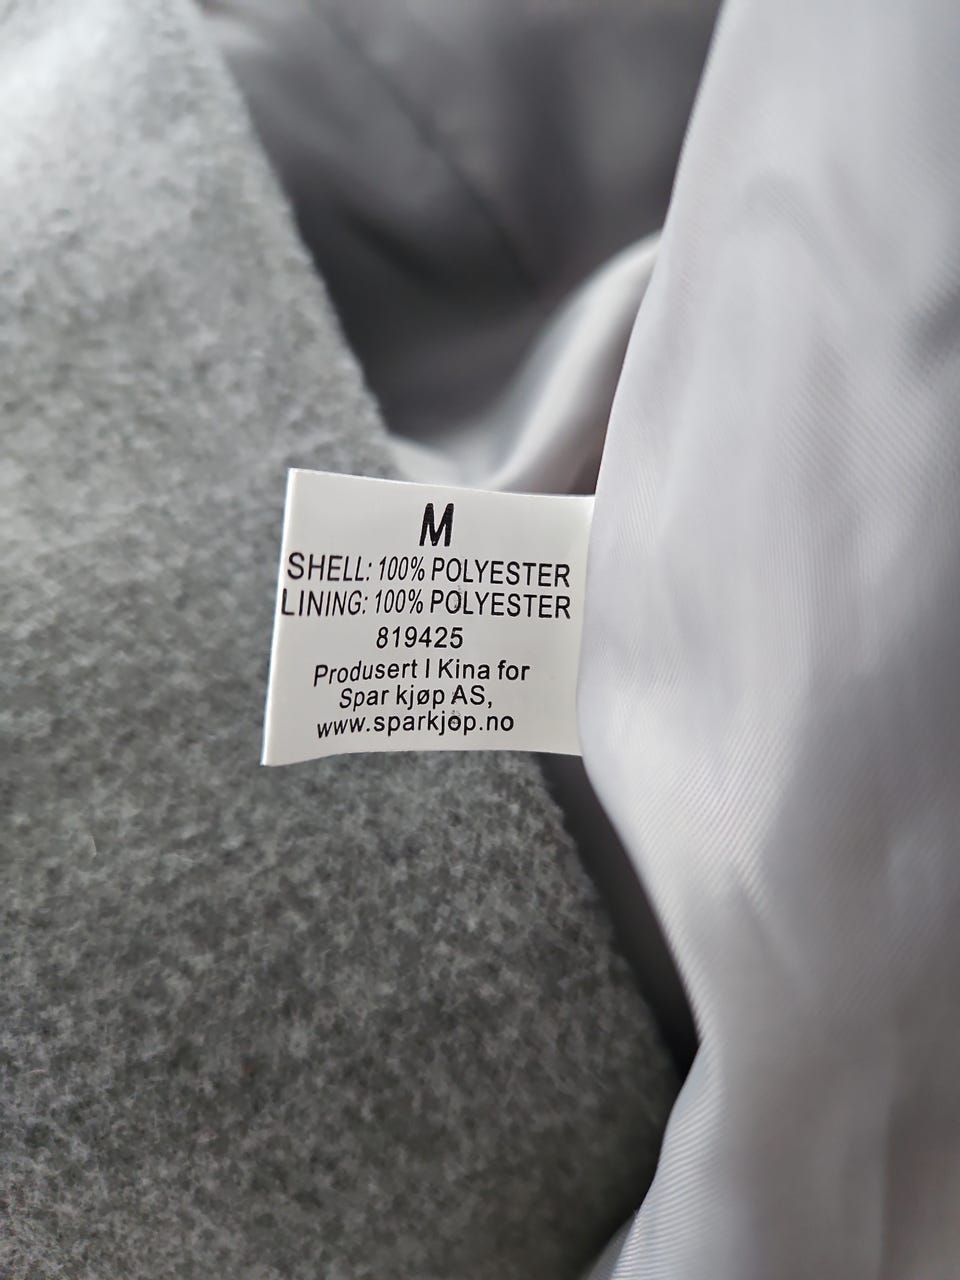 M
SHELL: 100% POLYESTER
LINING: 100% POLYESTER
819425
Produsert I Kina for
Spar kjøp AS,
www.sparkjøp.no